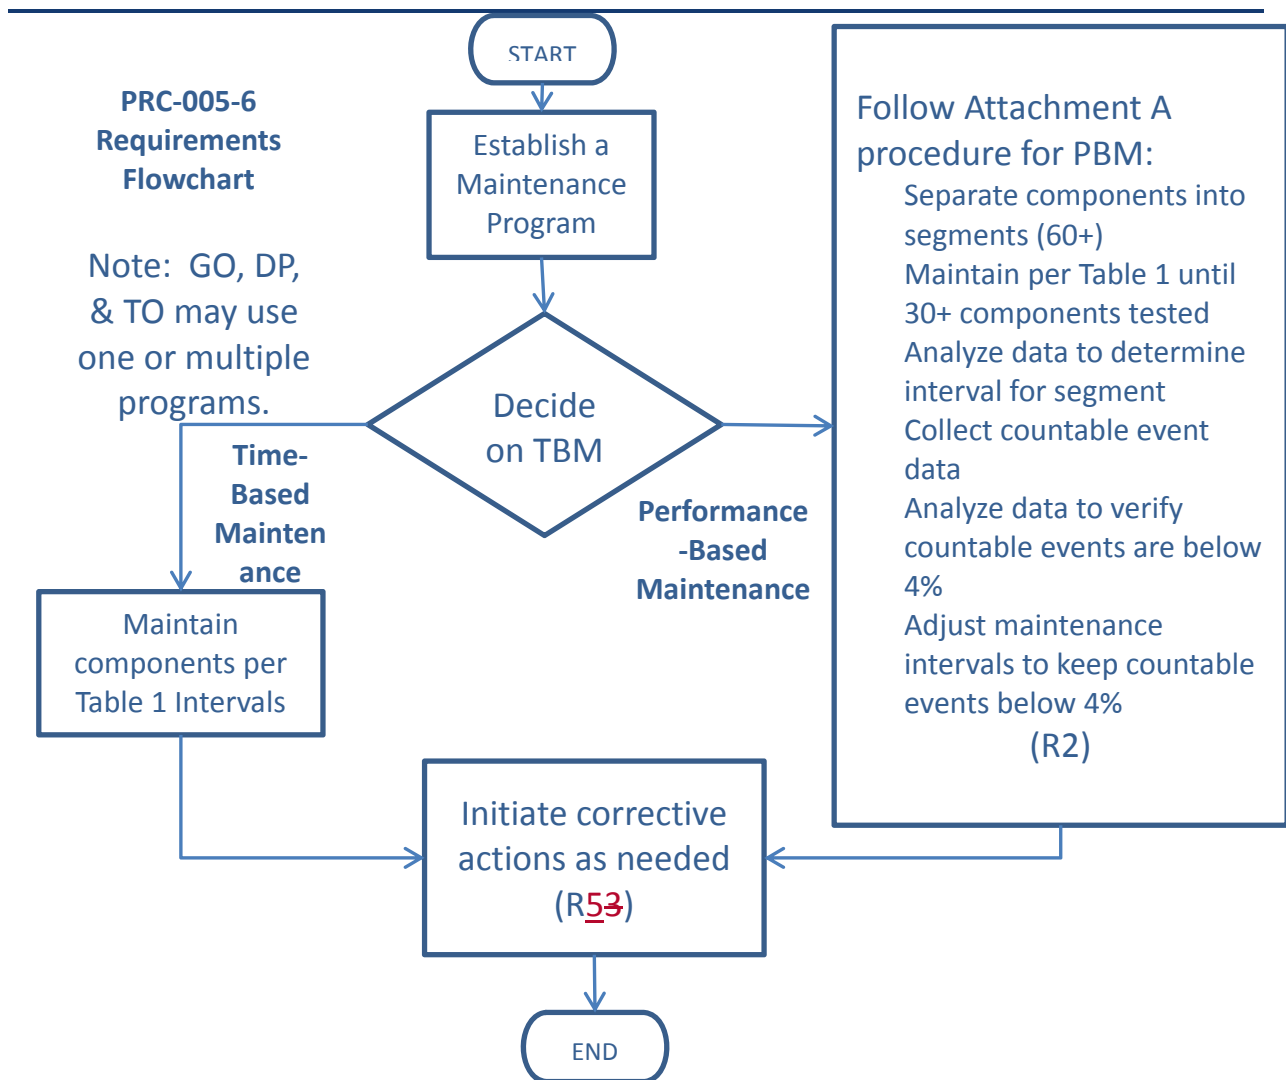 START
PRC-005-6
Requirements
Flowchart
Establish a
Maintenance
Program
Note:  GO, DP,
& TO may use
one or multiple
programs.
Decide
on TBM
Time-
Based
Mainten
ance
Performance
-Based
Maintenance
Maintain
components per
Table 1 Intervals
Follow Attachment A
procedure for PBM:
Separate components into
segments (60+)
Maintain per Table 1 until
30+ components tested
Analyze data to determine
interval for segment
Collect countable event
data
Analyze data to verify
countable events are below
4%
Adjust maintenance
intervals to keep countable
events below 4%
(R2)
Initiate corrective
actions as needed
(R53)
END